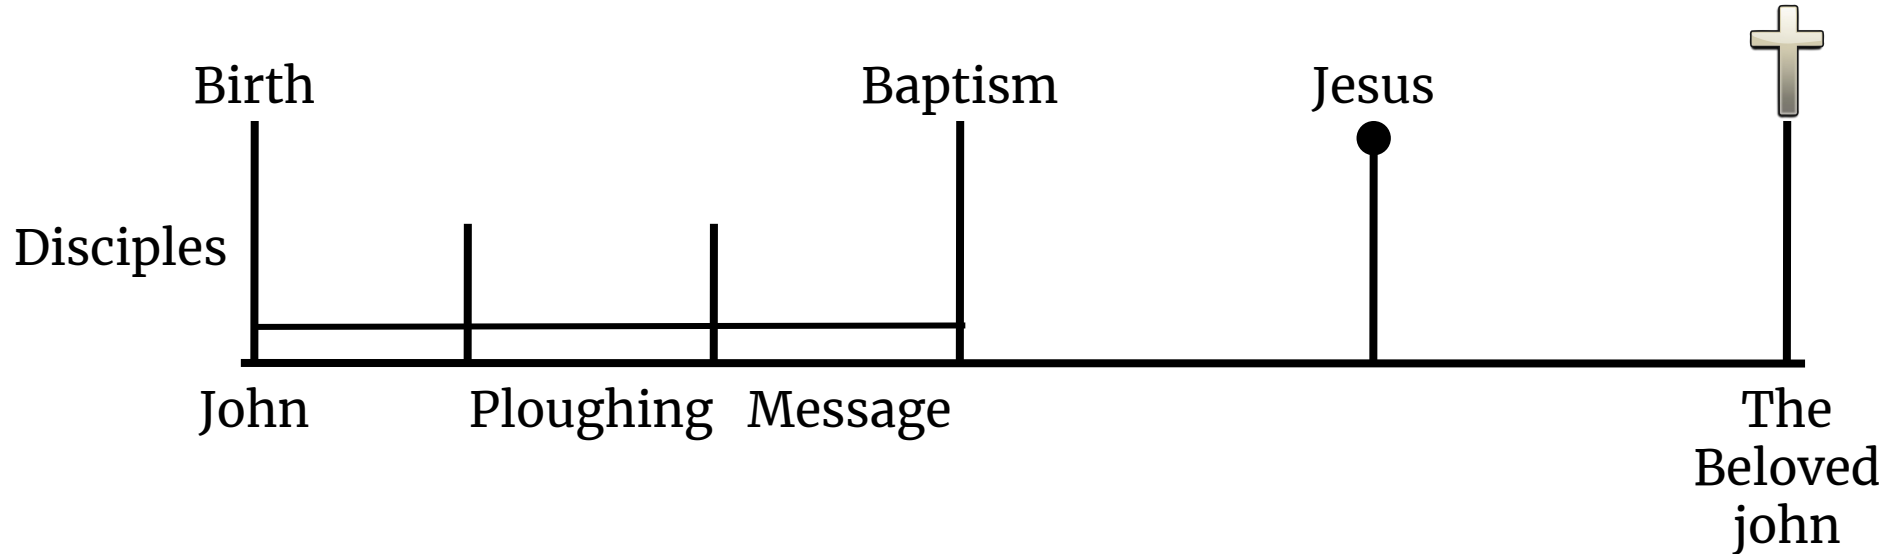 Birth
Baptism
Jesus
Disciples
John
Ploughing
Message
The
Beloved
john